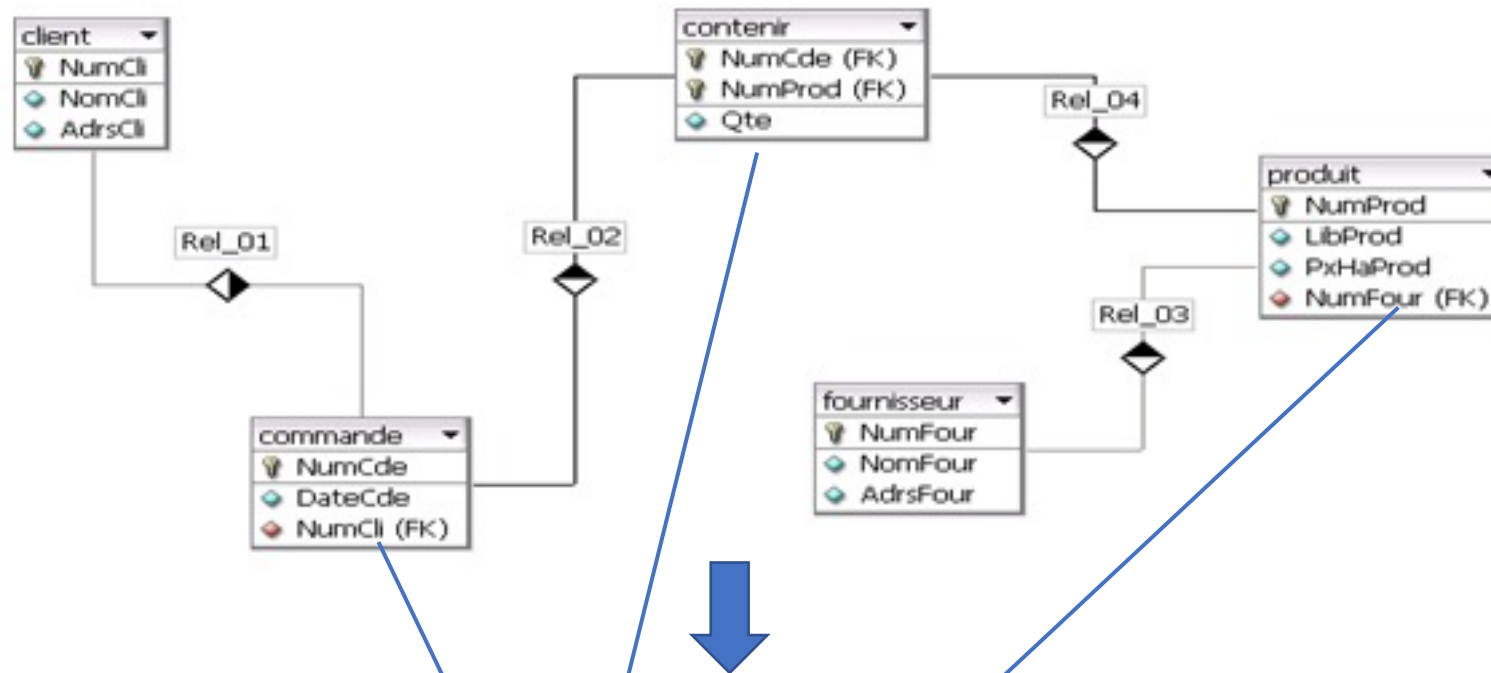 client
NumCli
NomCli
AdrsCli
contenir
NumCde (FK)
NumProd (FK)
Qte
Rel_04
produit
NumProd
LibProd
PxHaProd
NumFour (FK)
Rel_01
Rel_02
Rel_03
fournisseur
NumFour
NomFour
AdrsFour
commande
NumCde
DateCde
NumCli (FK)